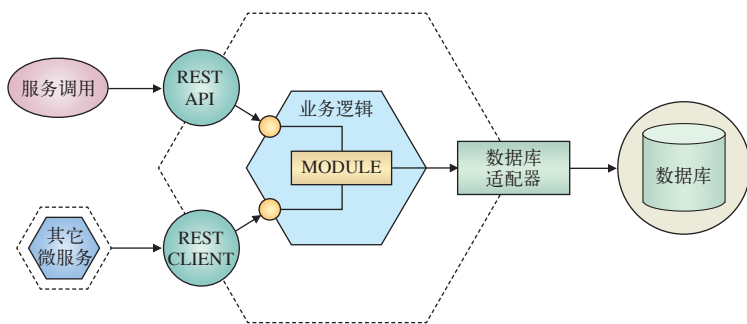 服务调用
REST
API
业务逻辑
MODULE
数据库
适配器
数据库
其它
微服务
REST
CLIENT